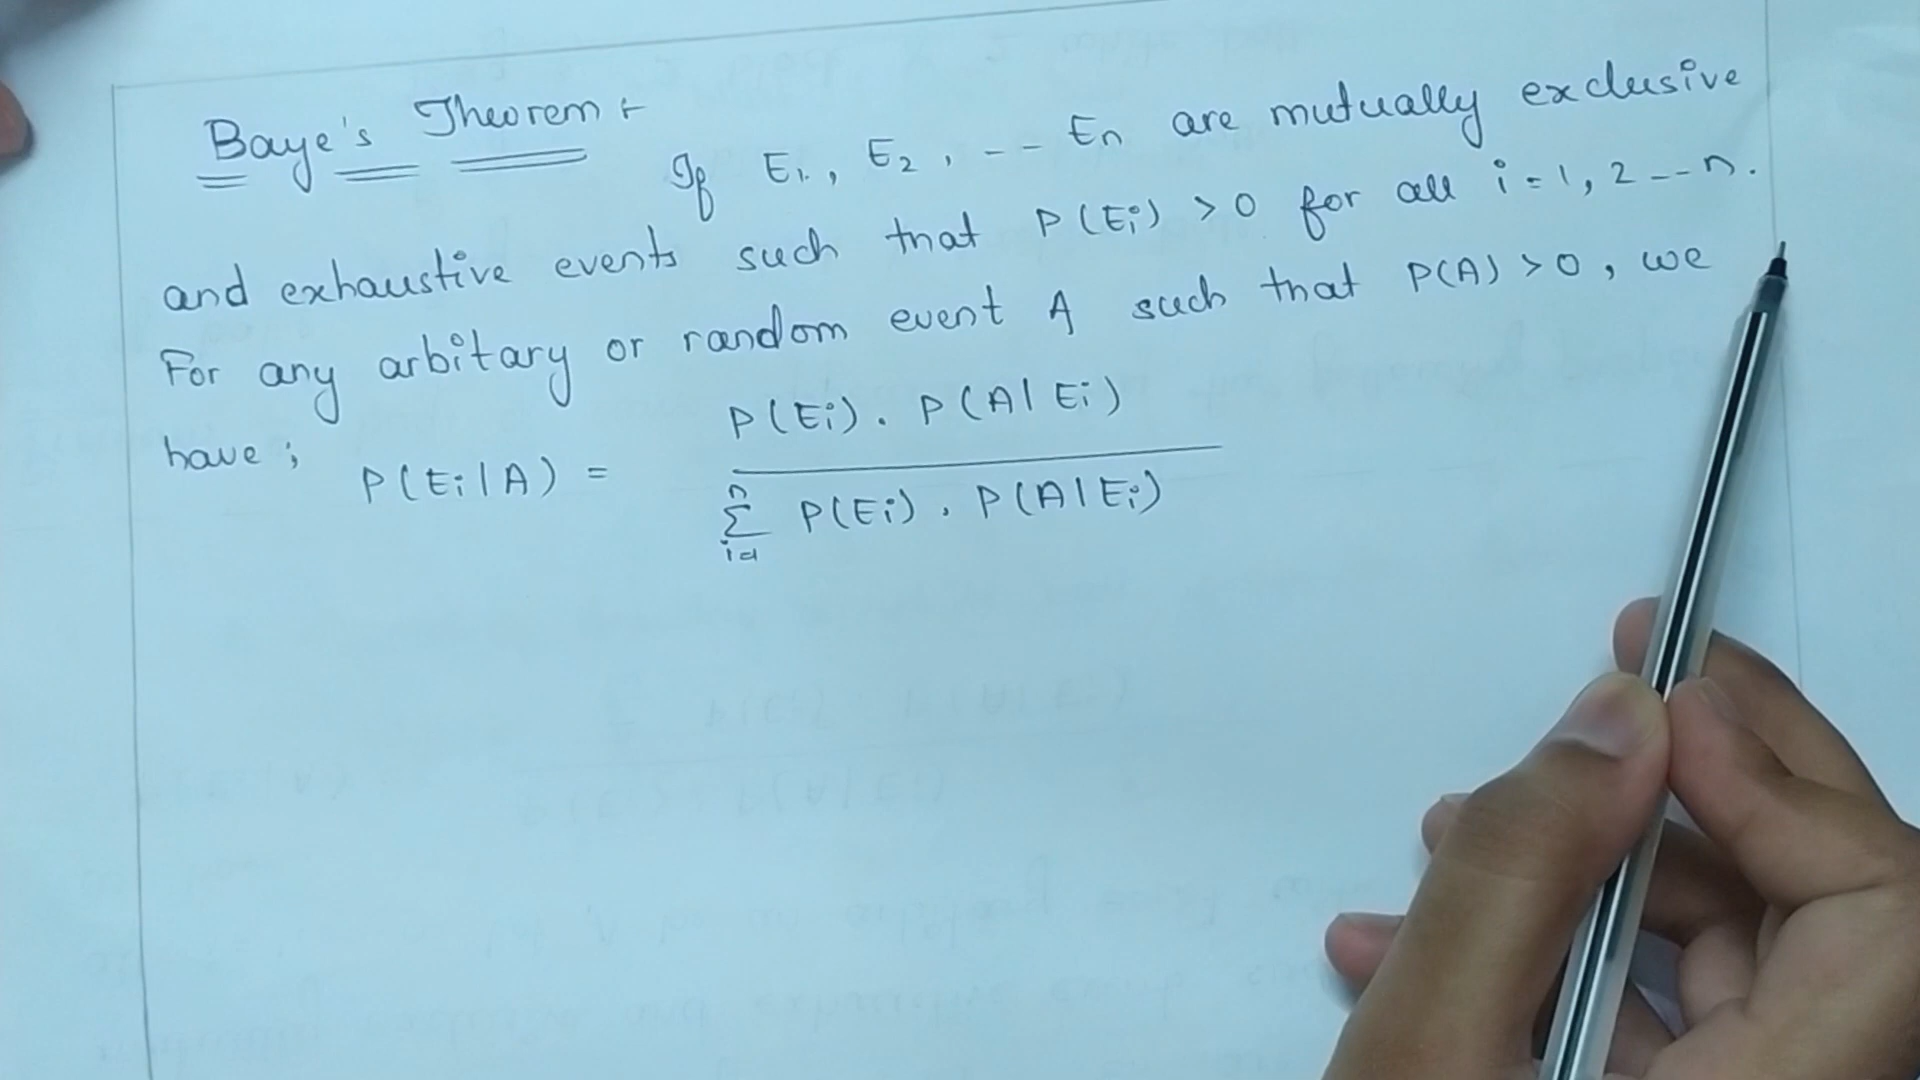 Baye's Theorem :-
If E1, E2, -- En are mutually exclusive
and exhaustive events such that P(Ei) > 0 for all i = 1, 2 -- n.
For any arbitary or random event A such that P(A) > 0, we
have ; P(Ei | A) = P(Ei) . P(A | Ei)
n
Σ P(Ei) . P(A | Ei)
i=1